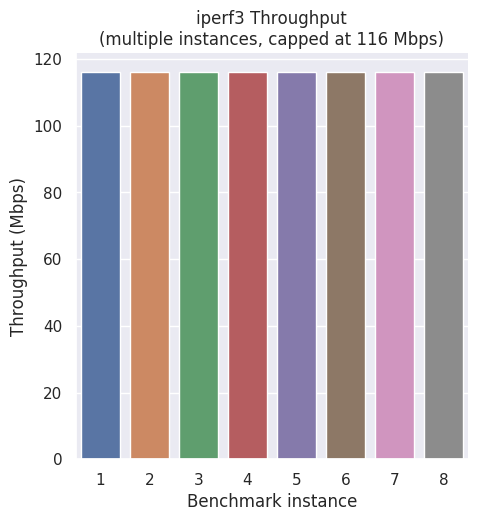 iperf3 Throughput
(multiple instances, capped at 116 Mbps)
Throughput (Mbps)
120
100
80
60
40
20
0
1 2 3 4 5 6 7 8
Benchmark instance